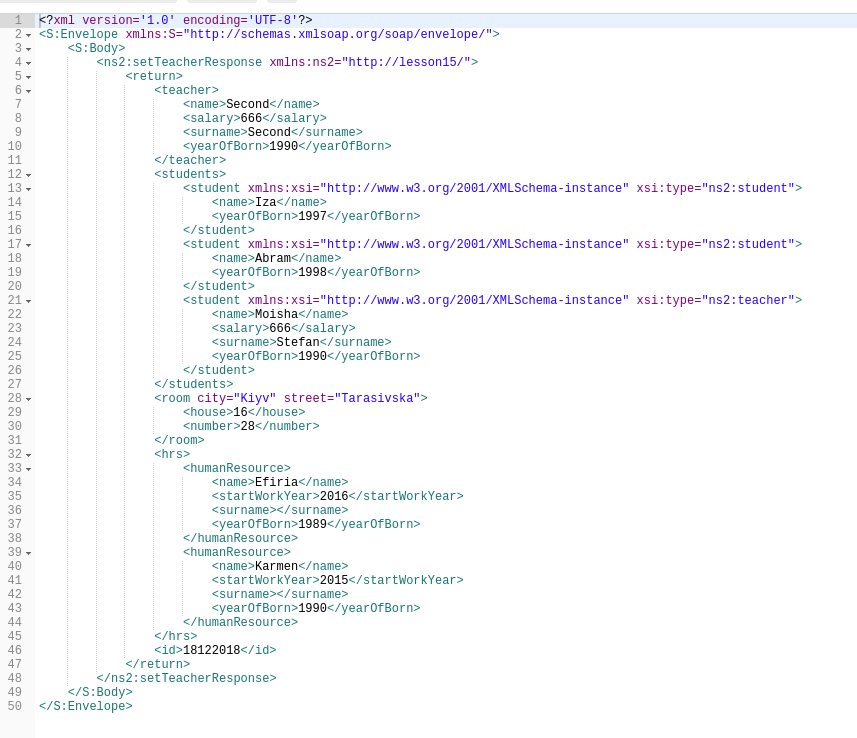 1 <?xml version='1.0' encoding='UTF-8'?>
2 <S:Envelope xmlns:S="http://schemas.xmlsoap.org/soap/envelope/">
3 <S:Body>
4 <ns2:setTeacherResponse xmlns:ns2="http://lesson15/">
5 <return>
6 <teacher>
7 <name>Second</name>
8 <salary>666</salary>
9 <surname>Second</surname>
10 <yearOfBorn>1990</yearOfBorn>
11 </teacher>
12 <students>
13 <student xmlns:xsi="http://www.w3.org/2001/XMLSchema-instance" xsi:type="ns2:student">
14 <name>Iza</name>
15 <yearOfBorn>1997</yearOfBorn>
16 </student>
17 <student xmlns:xsi="http://www.w3.org/2001/XMLSchema-instance" xsi:type="ns2:student">
18 <name>Abram</name>
19 <yearOfBorn>1998</yearOfBorn>
20 </student>
21 <student xmlns:xsi="http://www.w3.org/2001/XMLSchema-instance" xsi:type="ns2:teacher">
22 <name>Moisha</name>
23 <salary>666</salary>
24 <surname>Stefan</surname>
25 <yearOfBorn>1990</yearOfBorn>
26 </student>
27 </students>
28 <room city="Kiyv" street="Tarasivska">
29 <house>16</house>
30 <number>28</number>
31 </room>
32 <hrs>
33 <humanResource>
34 <name>Efiria</name>
35 <startWorkYear>2016</startWorkYear>
36 <surname></surname>
37 <yearOfBorn>1989</yearOfBorn>
38 </humanResource>
39 <humanResource>
40 <name>Karmen</name>
41 <startWorkYear>2015</startWorkYear>
42 <surname></surname>
43 <yearOfBorn>1990</yearOfBorn>
44 </humanResource>
45 </hrs>
46 <id>18122018</id>
47 </return>
48 </ns2:setTeacherResponse>
49 </S:Body>
50 </S:Envelope>